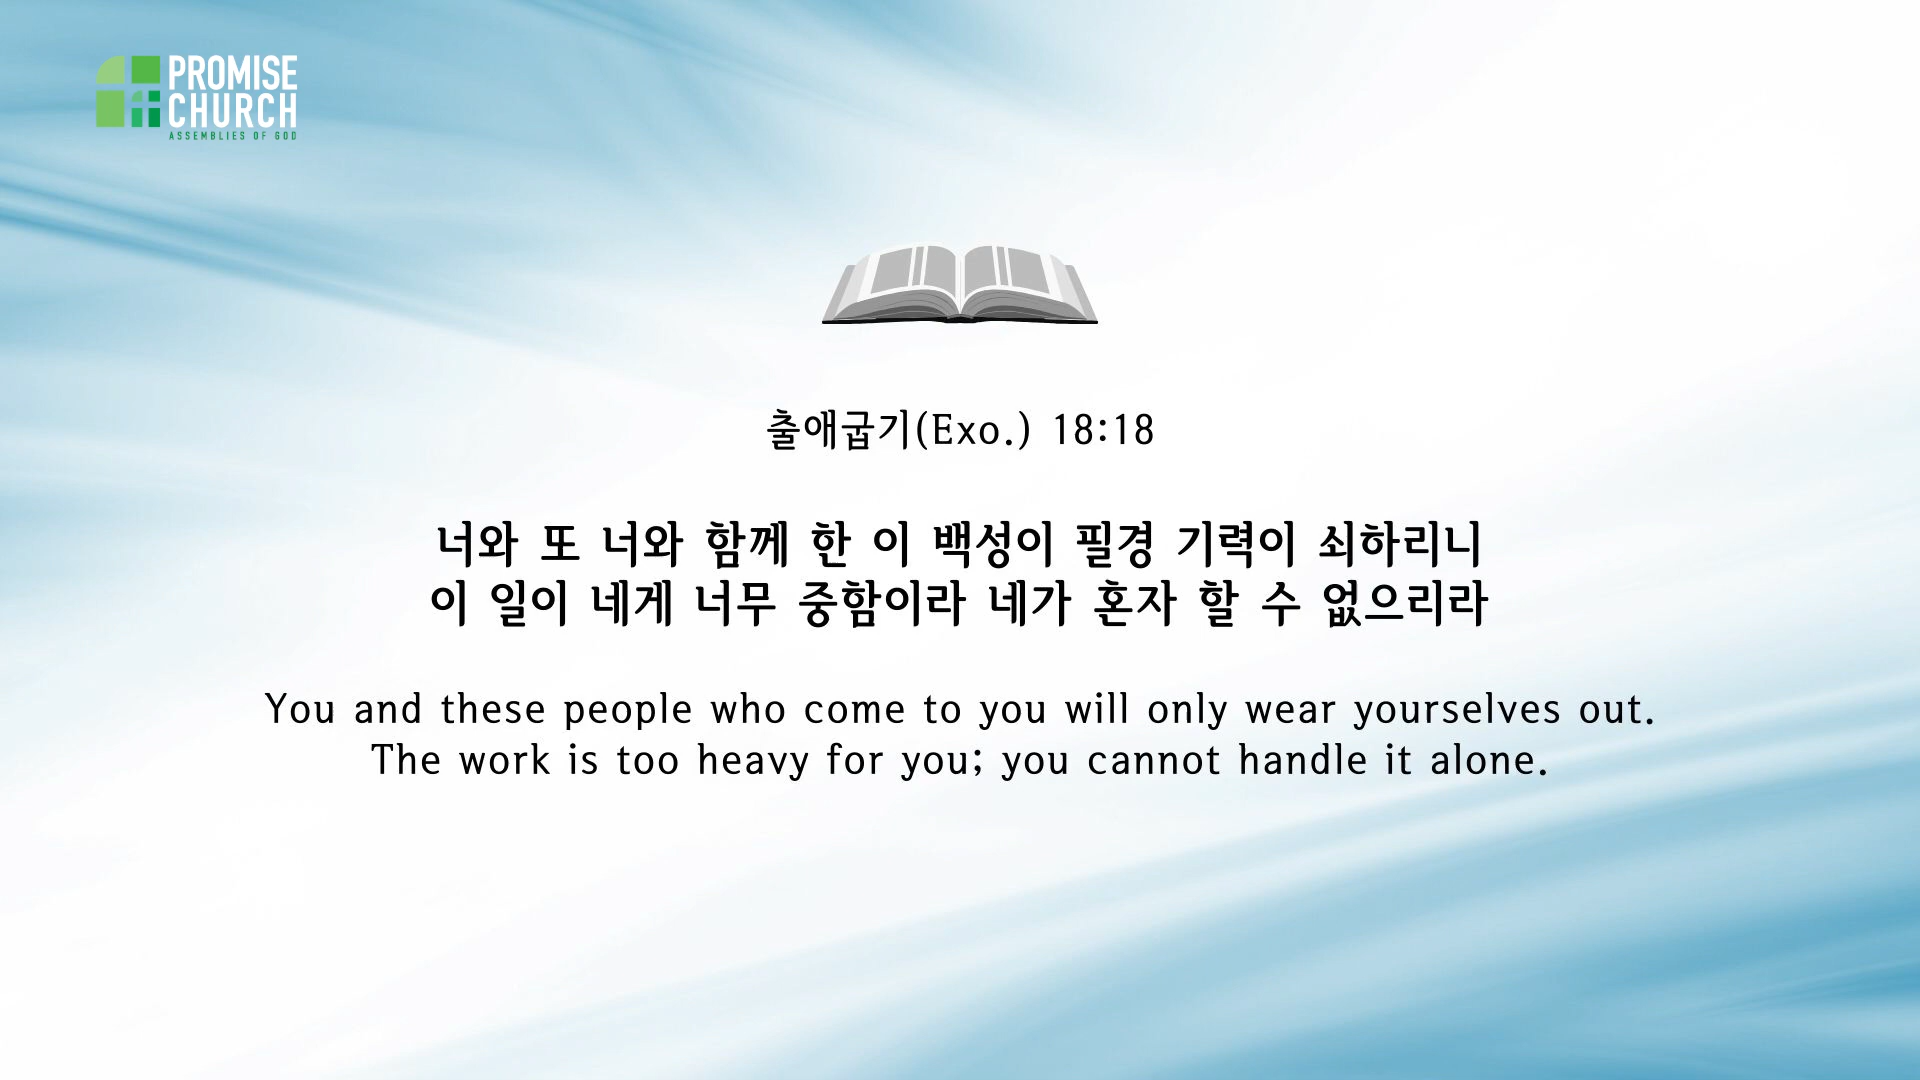 PROMISE
CHURCH
ASSEMBLIES OF GOD
출애굽기(Exo.) 18:18
너와 또 너와 함께 한 이 백성이 필경 기력이 쇠하리니
이 일이 네게 너무 중함이라 네가 혼자 할 수 없으리라
You and these people who come to you will only wear yourselves out.
The work is too heavy for you; you cannot handle it alone.